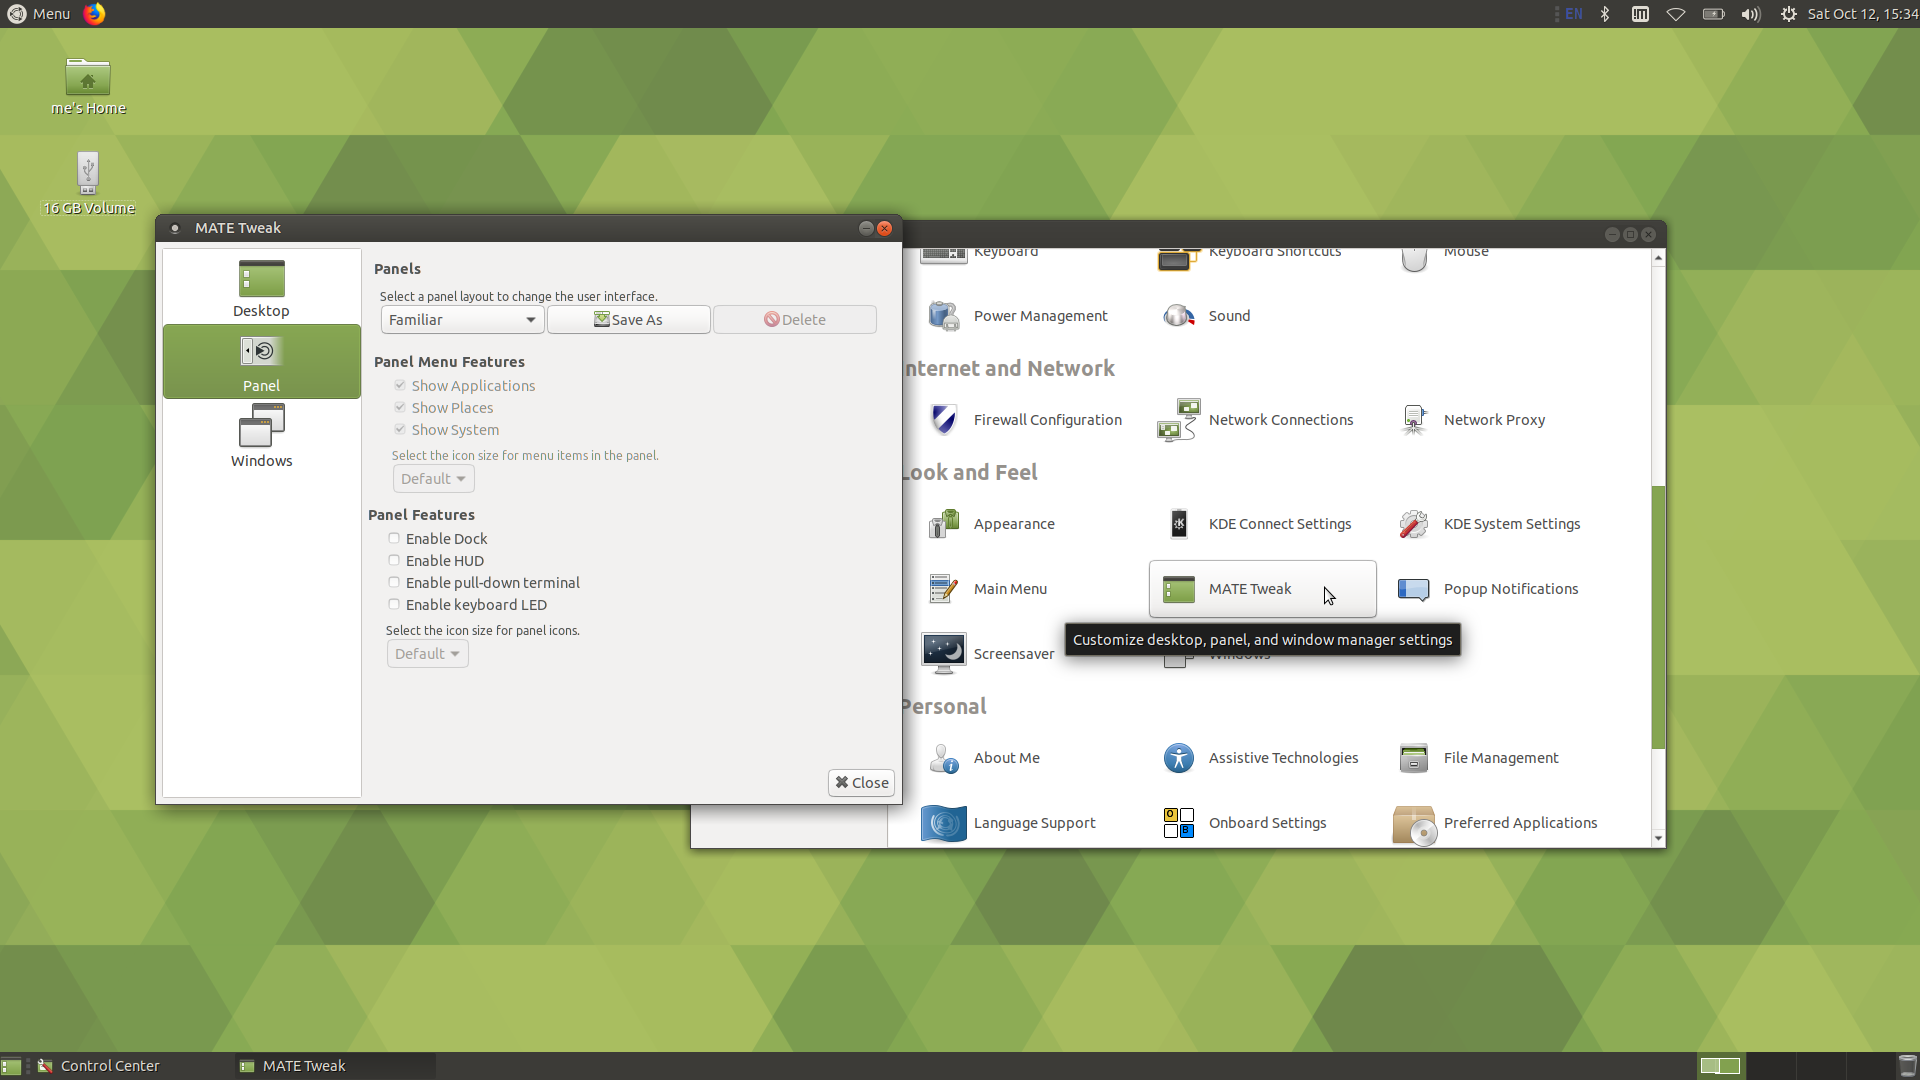 Menu
EN
Sat Oct 12, 15:34
me's Home
16 GB Volume
MATE Tweak
Desktop
Panel
Windows
Panels
Select a panel layout to change the user interface.
Familiar
Save As
Delete
Panel Menu Features
Show Applications
Show Places
Show System
Select the icon size for menu items in the panel.
Default
Panel Features
Enable Dock
Enable HUD
Enable pull-down terminal
Enable keyboard LED
Select the icon size for panel icons.
Default
Close
Keyboard
Keyboard Shortcuts
Mouse
Power Management
Sound
nternet and Network
Firewall Configuration
Network Connections
Network Proxy
Look and Feel
Appearance
KDE Connect Settings
KDE System Settings
Main Menu
MATE Tweak
Popup Notifications
Screensaver
Windows
Customize desktop, panel, and window manager settings
Personal
About Me
Assistive Technologies
File Management
Language Support
Onboard Settings
Preferred Applications
Control Center
MATE Tweak